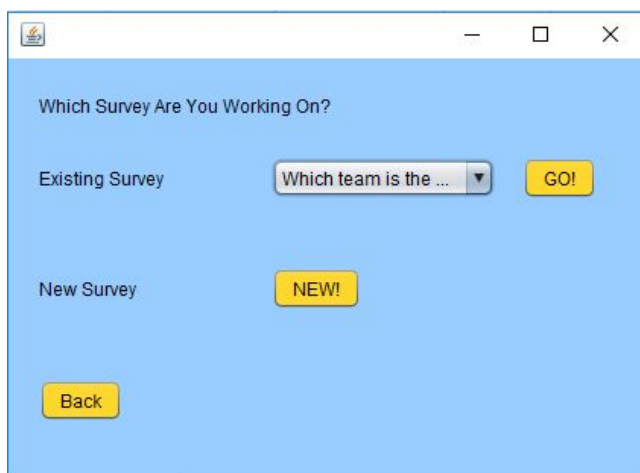 Which Survey Are You Working On?
Existing Survey Which team is the ... GO!
New Survey NEW!
Back